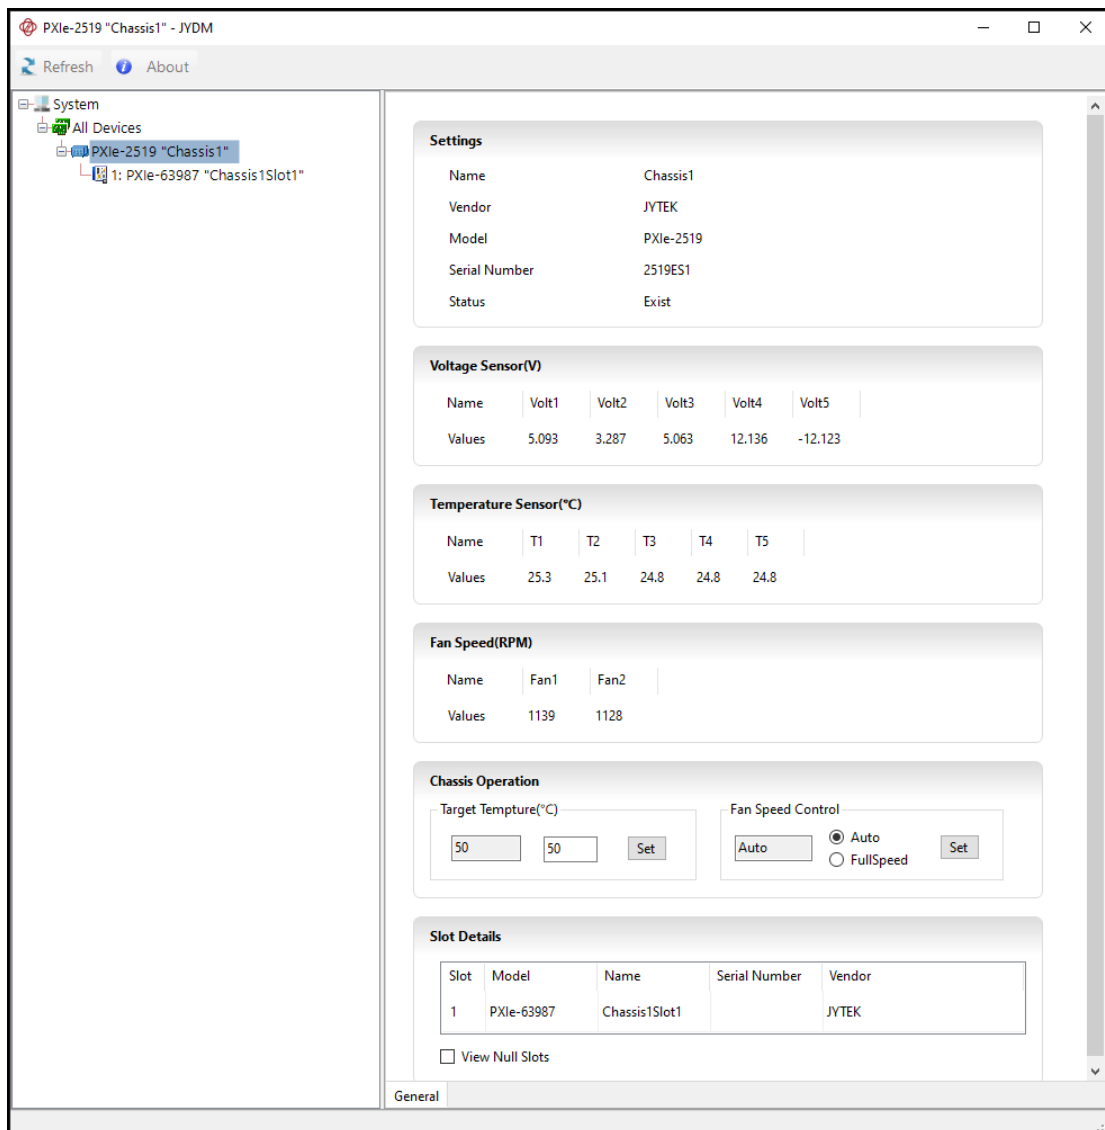 PXIe-2519 "Chassis1" - JYDM
Refresh About
System
All Devices
PXIe-2519 "Chassis1"
1: PXIe-63987 "Chassis1Slot1"
Settings
Name Chassis1
Vendor JYTEK
Model PXIe-2519
Serial Number 2519ES1
Status Exist
Voltage Sensor(V)
Name Volt1 Volt2 Volt3 Volt4 Volt5
Values 5.093 3.287 5.063 12.136 -12.123
Temperature Sensor(°C)
Name T1 T2 T3 T4 T5
Values 25.3 25.1 24.8 24.8 24.8
Fan Speed(RPM)
Name Fan1 Fan2
Values 1139 1128
Chassis Operation
Target Tempture(°C) Fan Speed Control
50 50 Set Auto Auto Set
FullSpeed
Slot Details
Slot Model Name Serial Number Vendor
1 PXIe-63987 Chassis1Slot1 JYTEK
View Null Slots
General